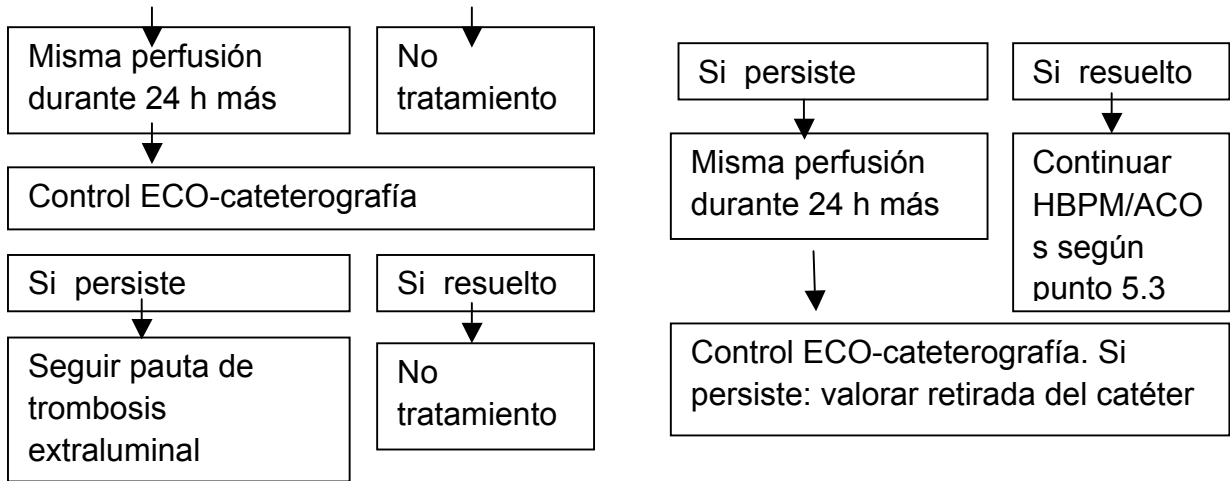 Misma perfusión
durante 24 h más
No
tratamiento
Control ECO-cateterografía
Si persiste
Si resuelto
Seguir pauta de
trombosis
extraluminal
No
tratamiento
Si persiste
Si resuelto
Misma perfusión
durante 24 h más
Continuar
HBPM/ACO
s según
punto 5.3
Control ECO-cateterografía. Si
persiste: valorar retirada del catéter